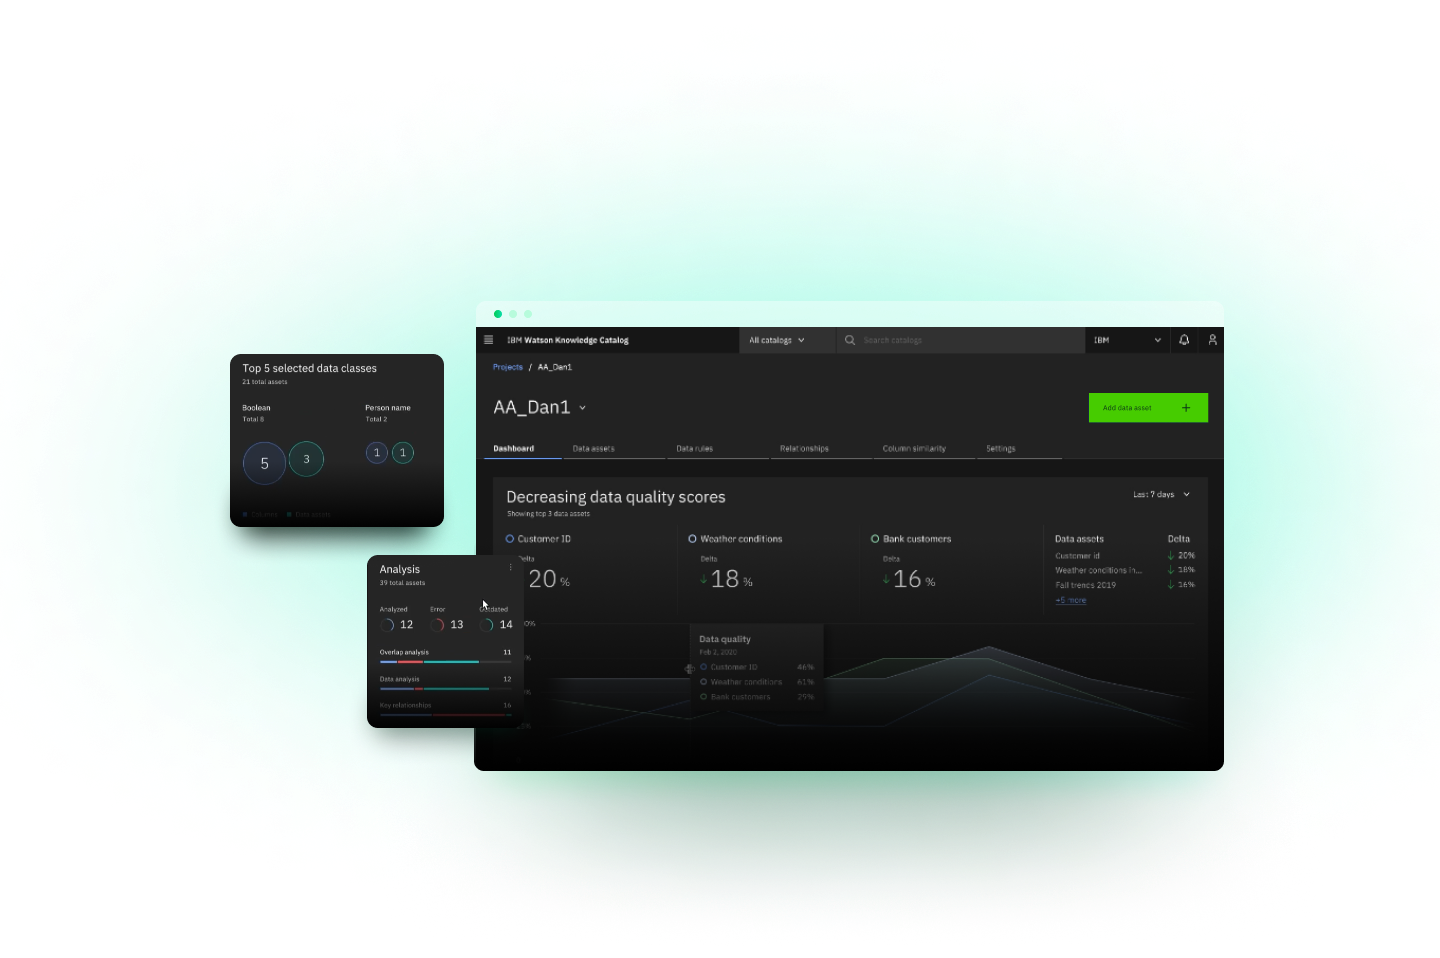 IBM Watson Knowledge Catalog
All catalogs
Search catalogs
IBM
Projects / AA_Dan1
AA_Dan1
Add data asset +
Dashboard
Data assets
Data rules
Relationships
Column similarity
Settings
Decreasing data quality scores
Showing top 3 data assets
Last 7 days
Customer ID
20 %
Weather conditions
Delta
18 %
Bank customers
Delta
16 %
Data assets Delta
Customer id 20%
Weather conditions in... 18%
Fall trends 2019 16%
+5 more
Data quality
Feb 2, 2020
Customer ID 46%
Weather conditions 61%
Bank customers 29%
Top 5 selected data classes
21 total assets
Boolean
Total 8
5
3
Person name
Total 2
1
1
Columns
Data assets
Analysis
39 total assets
Analyzed
12
Error
13
Outdated
14
Overlap analysis 11
Data analysis 12
Key relationships 16